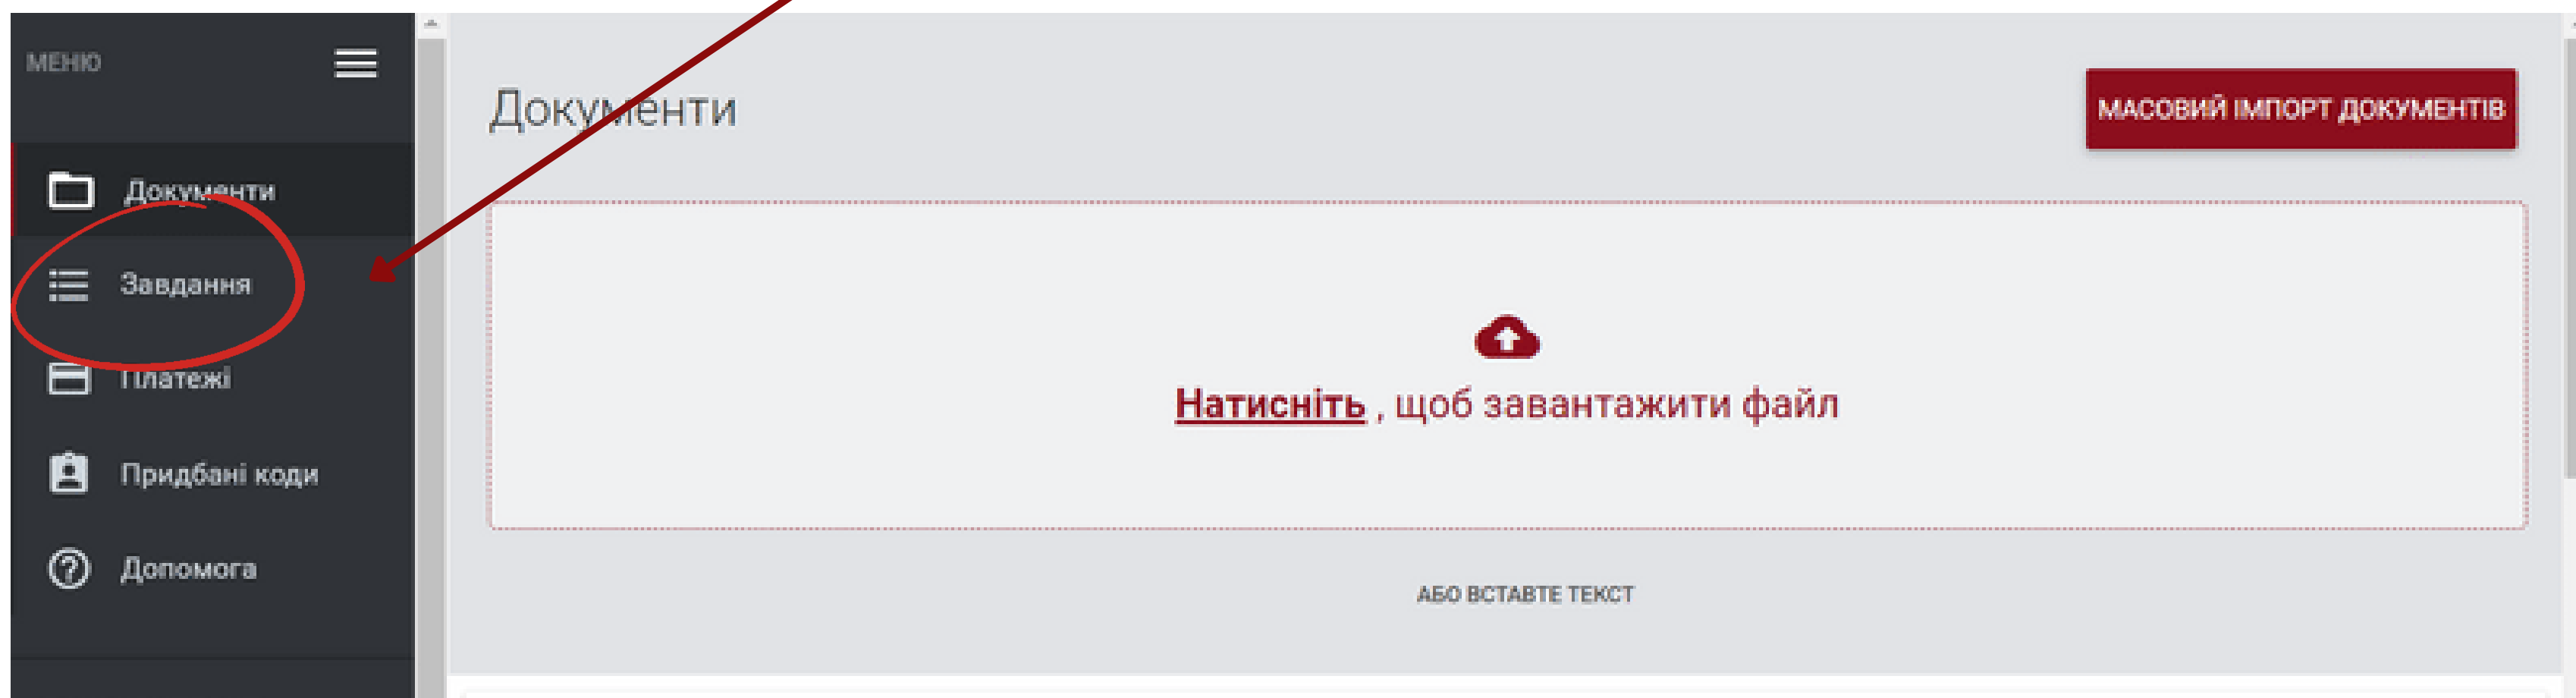 МЕНЮ
Документи
Завдання
Платежі
Придбані коди
Допомога
Документи
МАСОВИЙ ІМПОРТ ДОКУМЕНТІВ
Натисніть , щоб завантажити файл
АБО ВСТАВТЕ ТЕКСТ